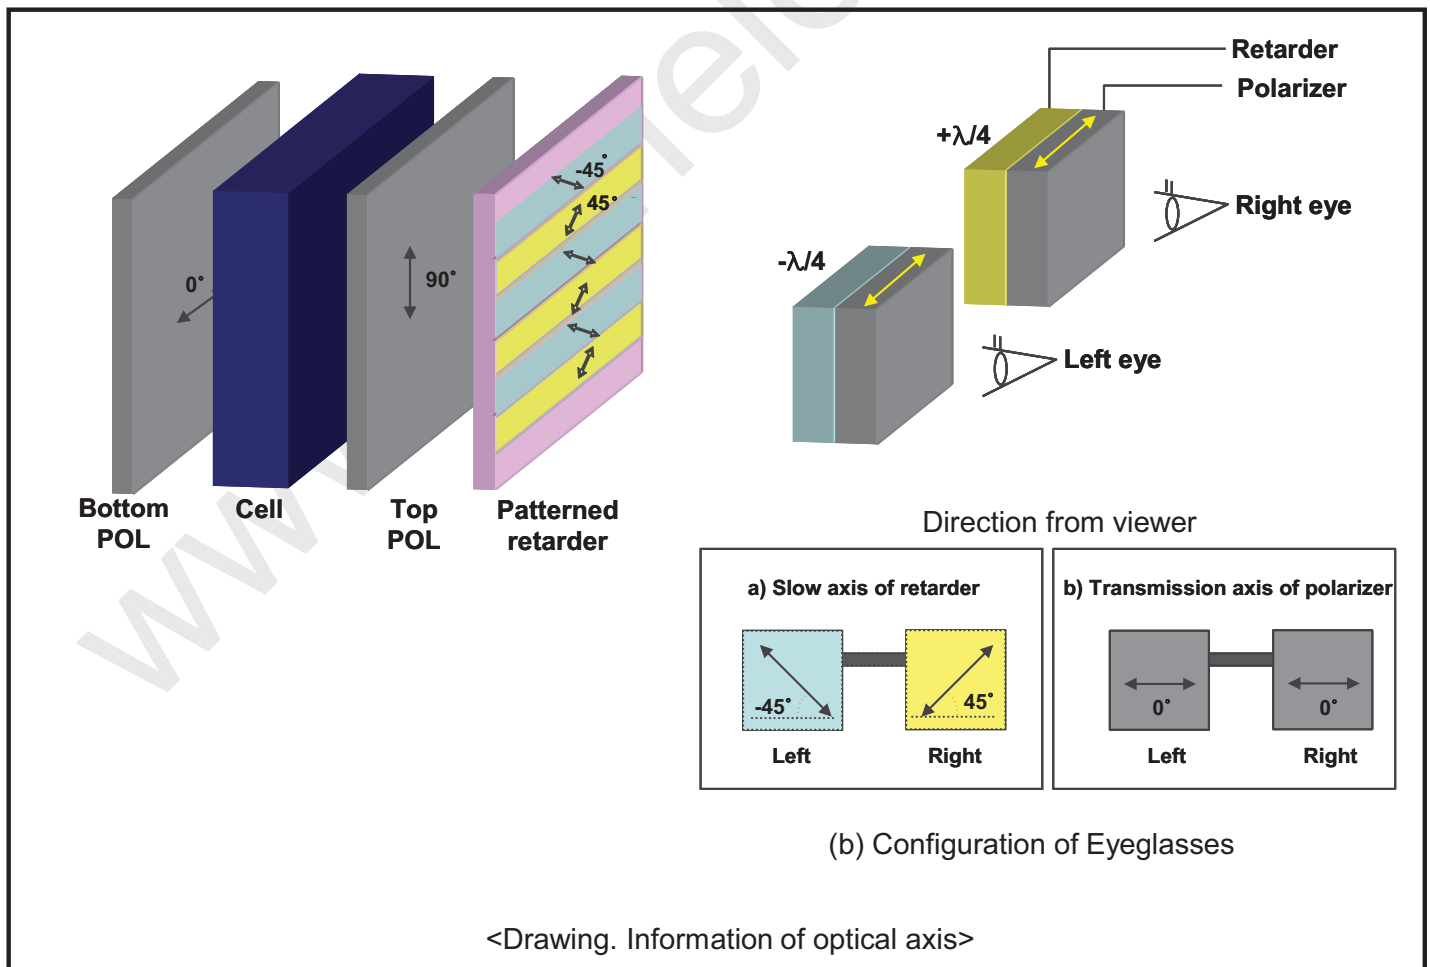 Retarder
Polarizer
+λ/4
-45°
45°
Right eye
-λ/4
0°
90°
Left eye
Bottom
POL
Cell
Top
POL
Patterned
retarder
Direction from viewer
a) Slow axis of retarder
-45°
45°
Left
Right
b) Transmission axis of polarizer
0°
0°
Left
Right
(b) Configuration of Eyeglasses
<Drawing. Information of optical axis>